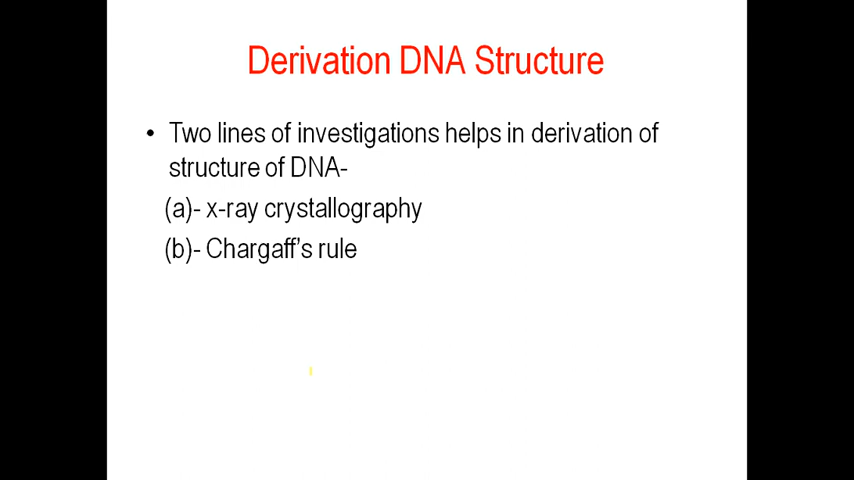 Derivation DNA Structure
• Two lines of investigations helps in derivation of
structure of DNA-
(a)- x-ray crystallography
(b)- Chargaff's rule